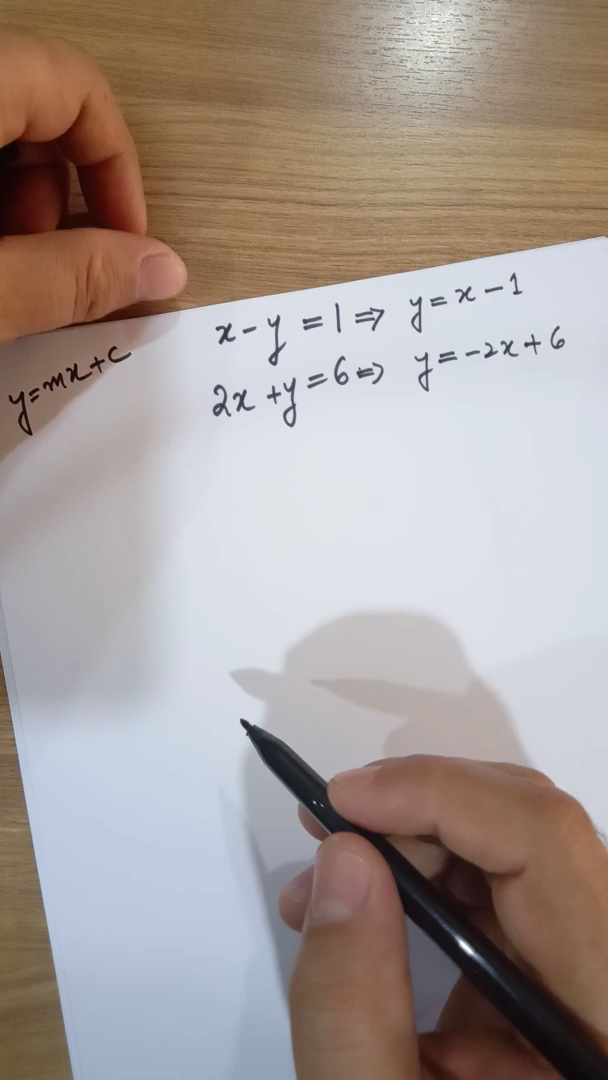 x - y = 1 ⇒ y = x - 1
y = mx + c
2x + y = 6 ⇒ y = -2x + 6